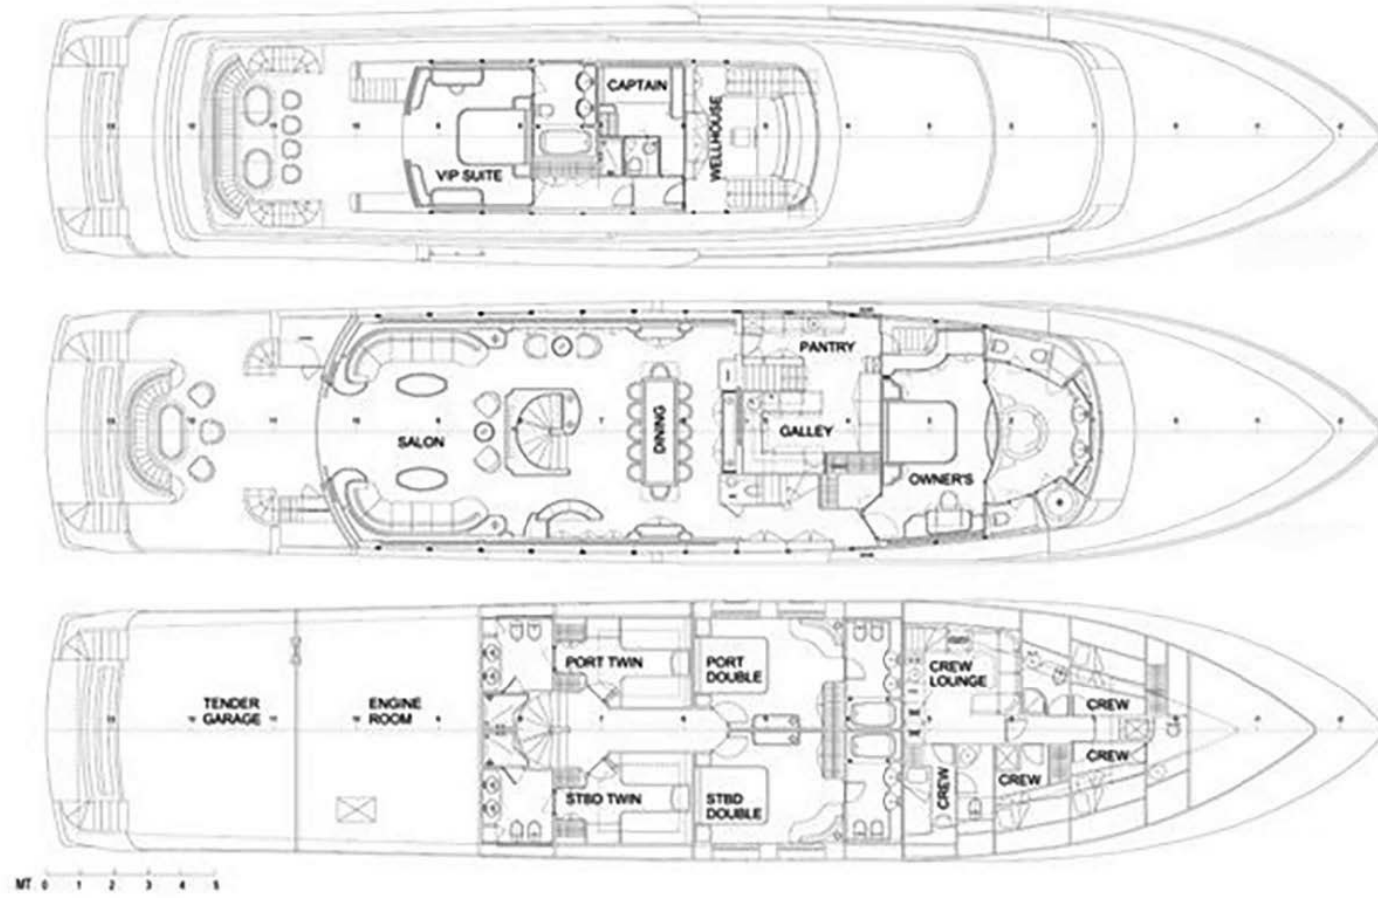 CAPTAIN
WELLHOUSE
VIP SUITE
PANTRY
DINING
GALLEY
SALON
OWNER'S
PORT TWIN
PORT
DOUBLE
CREW
LOUNGE
TENDER
GARAGE
ENGINE
ROOM
CREW
CREW
CREW
CREW
STBD TWIN
STBD
DOUBLE
MT 0 1 2 3 4 5